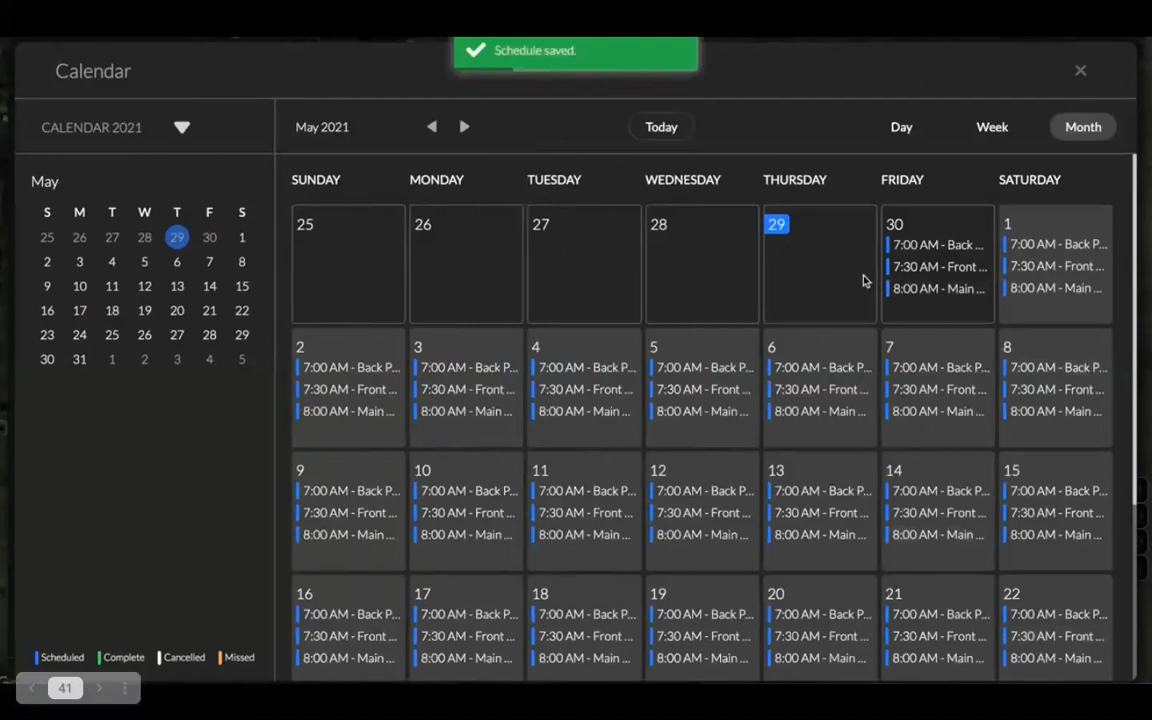 Schedule saved.
Calendar
CALENDAR 2021
May 2021
Today
Day
Week
Month
May
S M T W T F S
25 26 27 28 29 30 1
2 3 4 5 6 7 8
9 10 11 12 13 14 15
16 17 18 19 20 21 22
23 24 25 26 27 28 29
30 31 1 2 3 4 5
Scheduled Complete Cancelled Missed
41
SUNDAY MONDAY TUESDAY WEDNESDAY THURSDAY FRIDAY SATURDAY
25 26 27 28 29 30 1
7:00 AM - Back ... 7:00 AM - Back P...
7:30 AM - Front ... 7:30 AM - Front ...
8:00 AM - Main ... 8:00 AM - Main ...
2 3 4 5 6 7 8
7:00 AM - Back P... 7:00 AM - Back P... 7:00 AM - Back P... 7:00 AM - Back P... 7:00 AM - Back P... 7:00 AM - Back P... 7:00 AM - Back P...
7:30 AM - Front ... 7:30 AM - Front ... 7:30 AM - Front ... 7:30 AM - Front ... 7:30 AM - Front ... 7:30 AM - Front ... 7:30 AM - Front ...
8:00 AM - Main ... 8:00 AM - Main ... 8:00 AM - Main ... 8:00 AM - Main ... 8:00 AM - Main ... 8:00 AM - Main ... 8:00 AM - Main ...
9 10 11 12 13 14 15
7:00 AM - Back P... 7:00 AM - Back P... 7:00 AM - Back P... 7:00 AM - Back P... 7:00 AM - Back P... 7:00 AM - Back P... 7:00 AM - Back P...
7:30 AM - Front ... 7:30 AM - Front ... 7:30 AM - Front ... 7:30 AM - Front ... 7:30 AM - Front ... 7:30 AM - Front ... 7:30 AM - Front ...
8:00 AM - Main ... 8:00 AM - Main ... 8:00 AM - Main ... 8:00 AM - Main ... 8:00 AM - Main ... 8:00 AM - Main ... 8:00 AM - Main ...
16 17 18 19 20 21 22
7:00 AM - Back P... 7:00 AM - Back P... 7:00 AM - Back P... 7:00 AM - Back P... 7:00 AM - Back P... 7:00 AM - Back P... 7:00 AM - Back P...
7:30 AM - Front ... 7:30 AM - Front ... 7:30 AM - Front ... 7:30 AM - Front ... 7:30 AM - Front ... 7:30 AM - Front ... 7:30 AM - Front ...
8:00 AM - Main ... 8:00 AM - Main ... 8:00 AM - Main ... 8:00 AM - Main ... 8:00 AM - Main ... 8:00 AM - Main ... 8:00 AM - Main ...